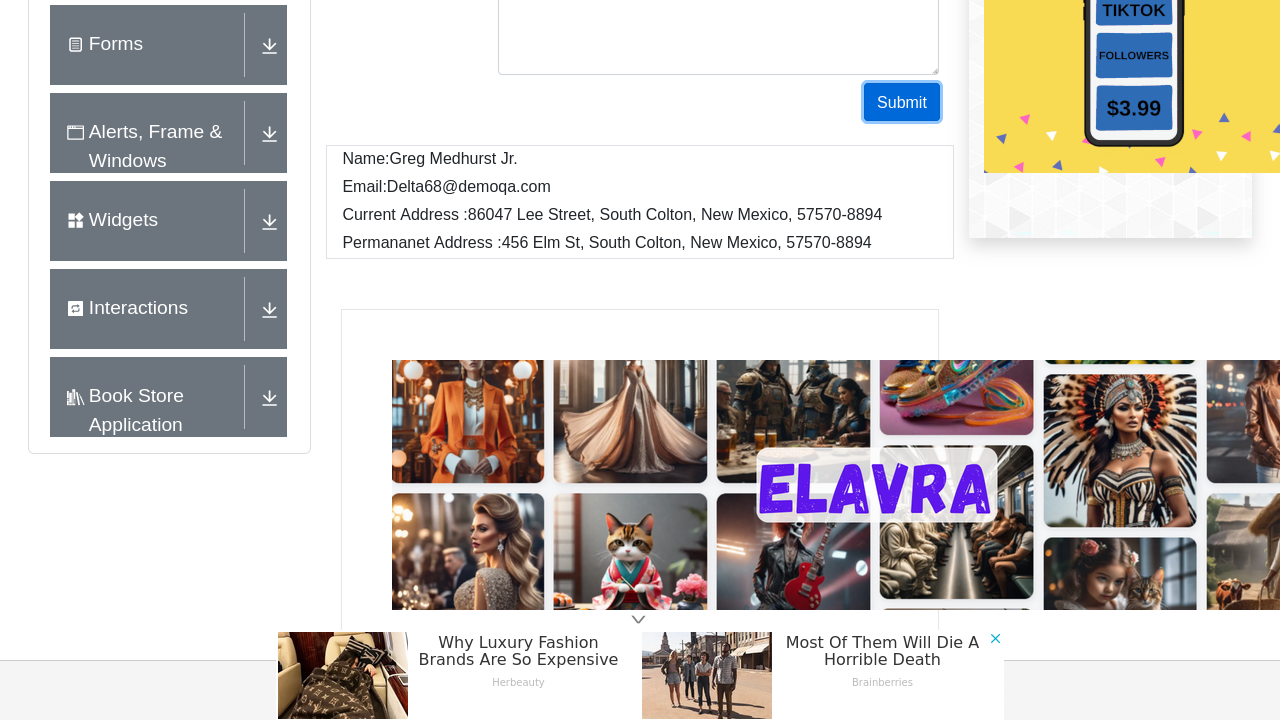 Forms
Alerts, Frame &
Windows
Widgets
Interactions
Book Store
Application
Submit
Name:Greg Medhurst Jr.
Email:Delta68@demoqa.com
Current Address :86047 Lee Street, South Colton, New Mexico, 57570-8894
Permananet Address :456 Elm St, South Colton, New Mexico, 57570-8894
TIKTOK
FOLLOWERS
$3.99
ELAVRA
Why Luxury Fashion
Brands Are So Expensive
Herbeauty
Most Of Them Will Die A
Horrible Death
Brainberries